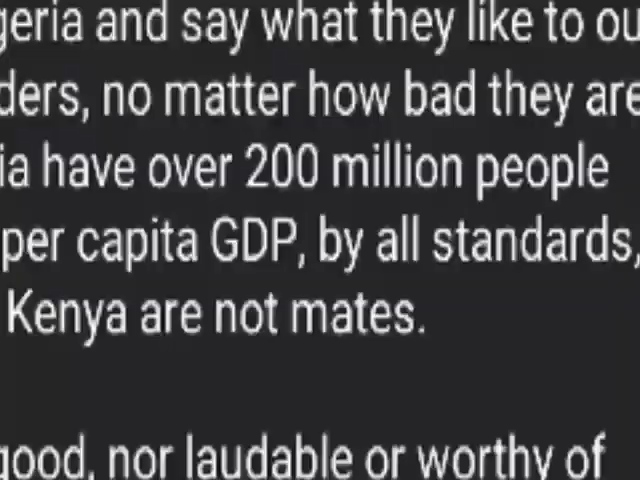 geria and say what they like to ou
ders, no matter how bad they are
ia have over 200 million people
per capita GDP, by all standards,
Kenya are not mates.
good, nor laudable or worthy of